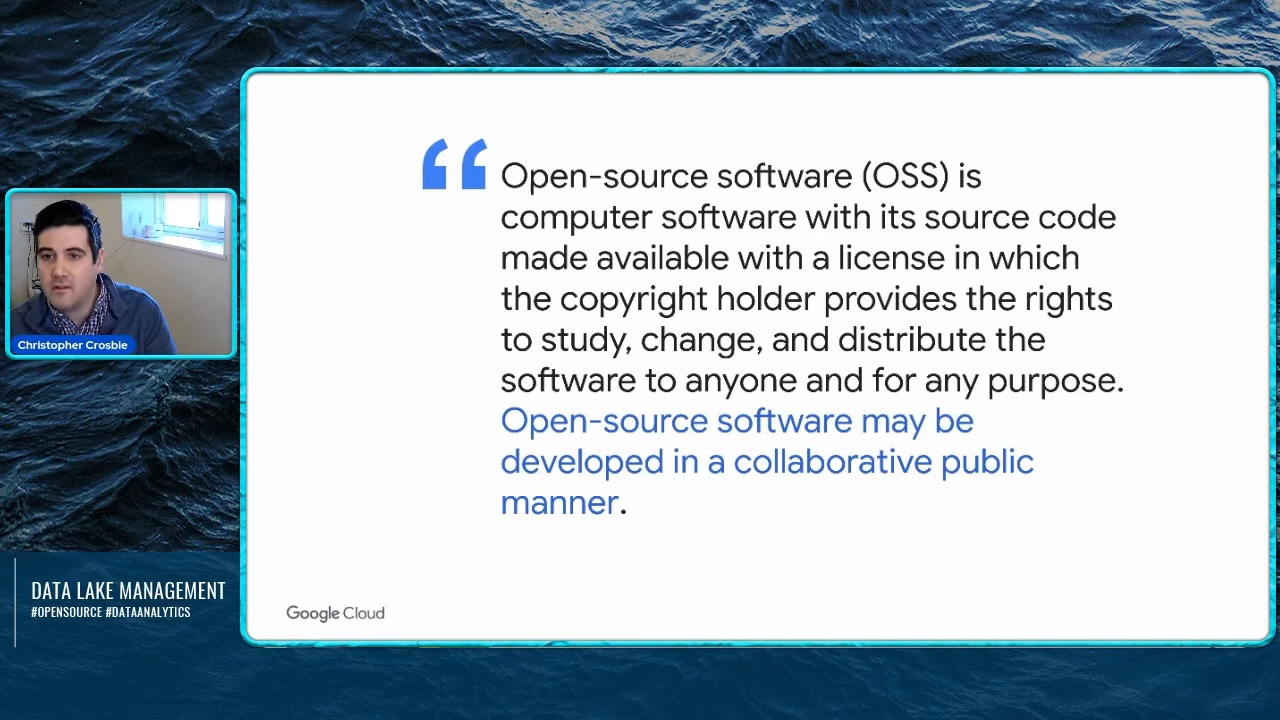 Open-source software (OSS) is
computer software with its source code
made available with a license in which
the copyright holder provides the rights
to study, change, and distribute the
software to anyone and for any purpose.
Open-source software may be
developed in a collaborative public
manner.
Christopher Crosbie
DATA LAKE MANAGEMENT
#OPENSOURCE #DATAANALYTICS
Google Cloud